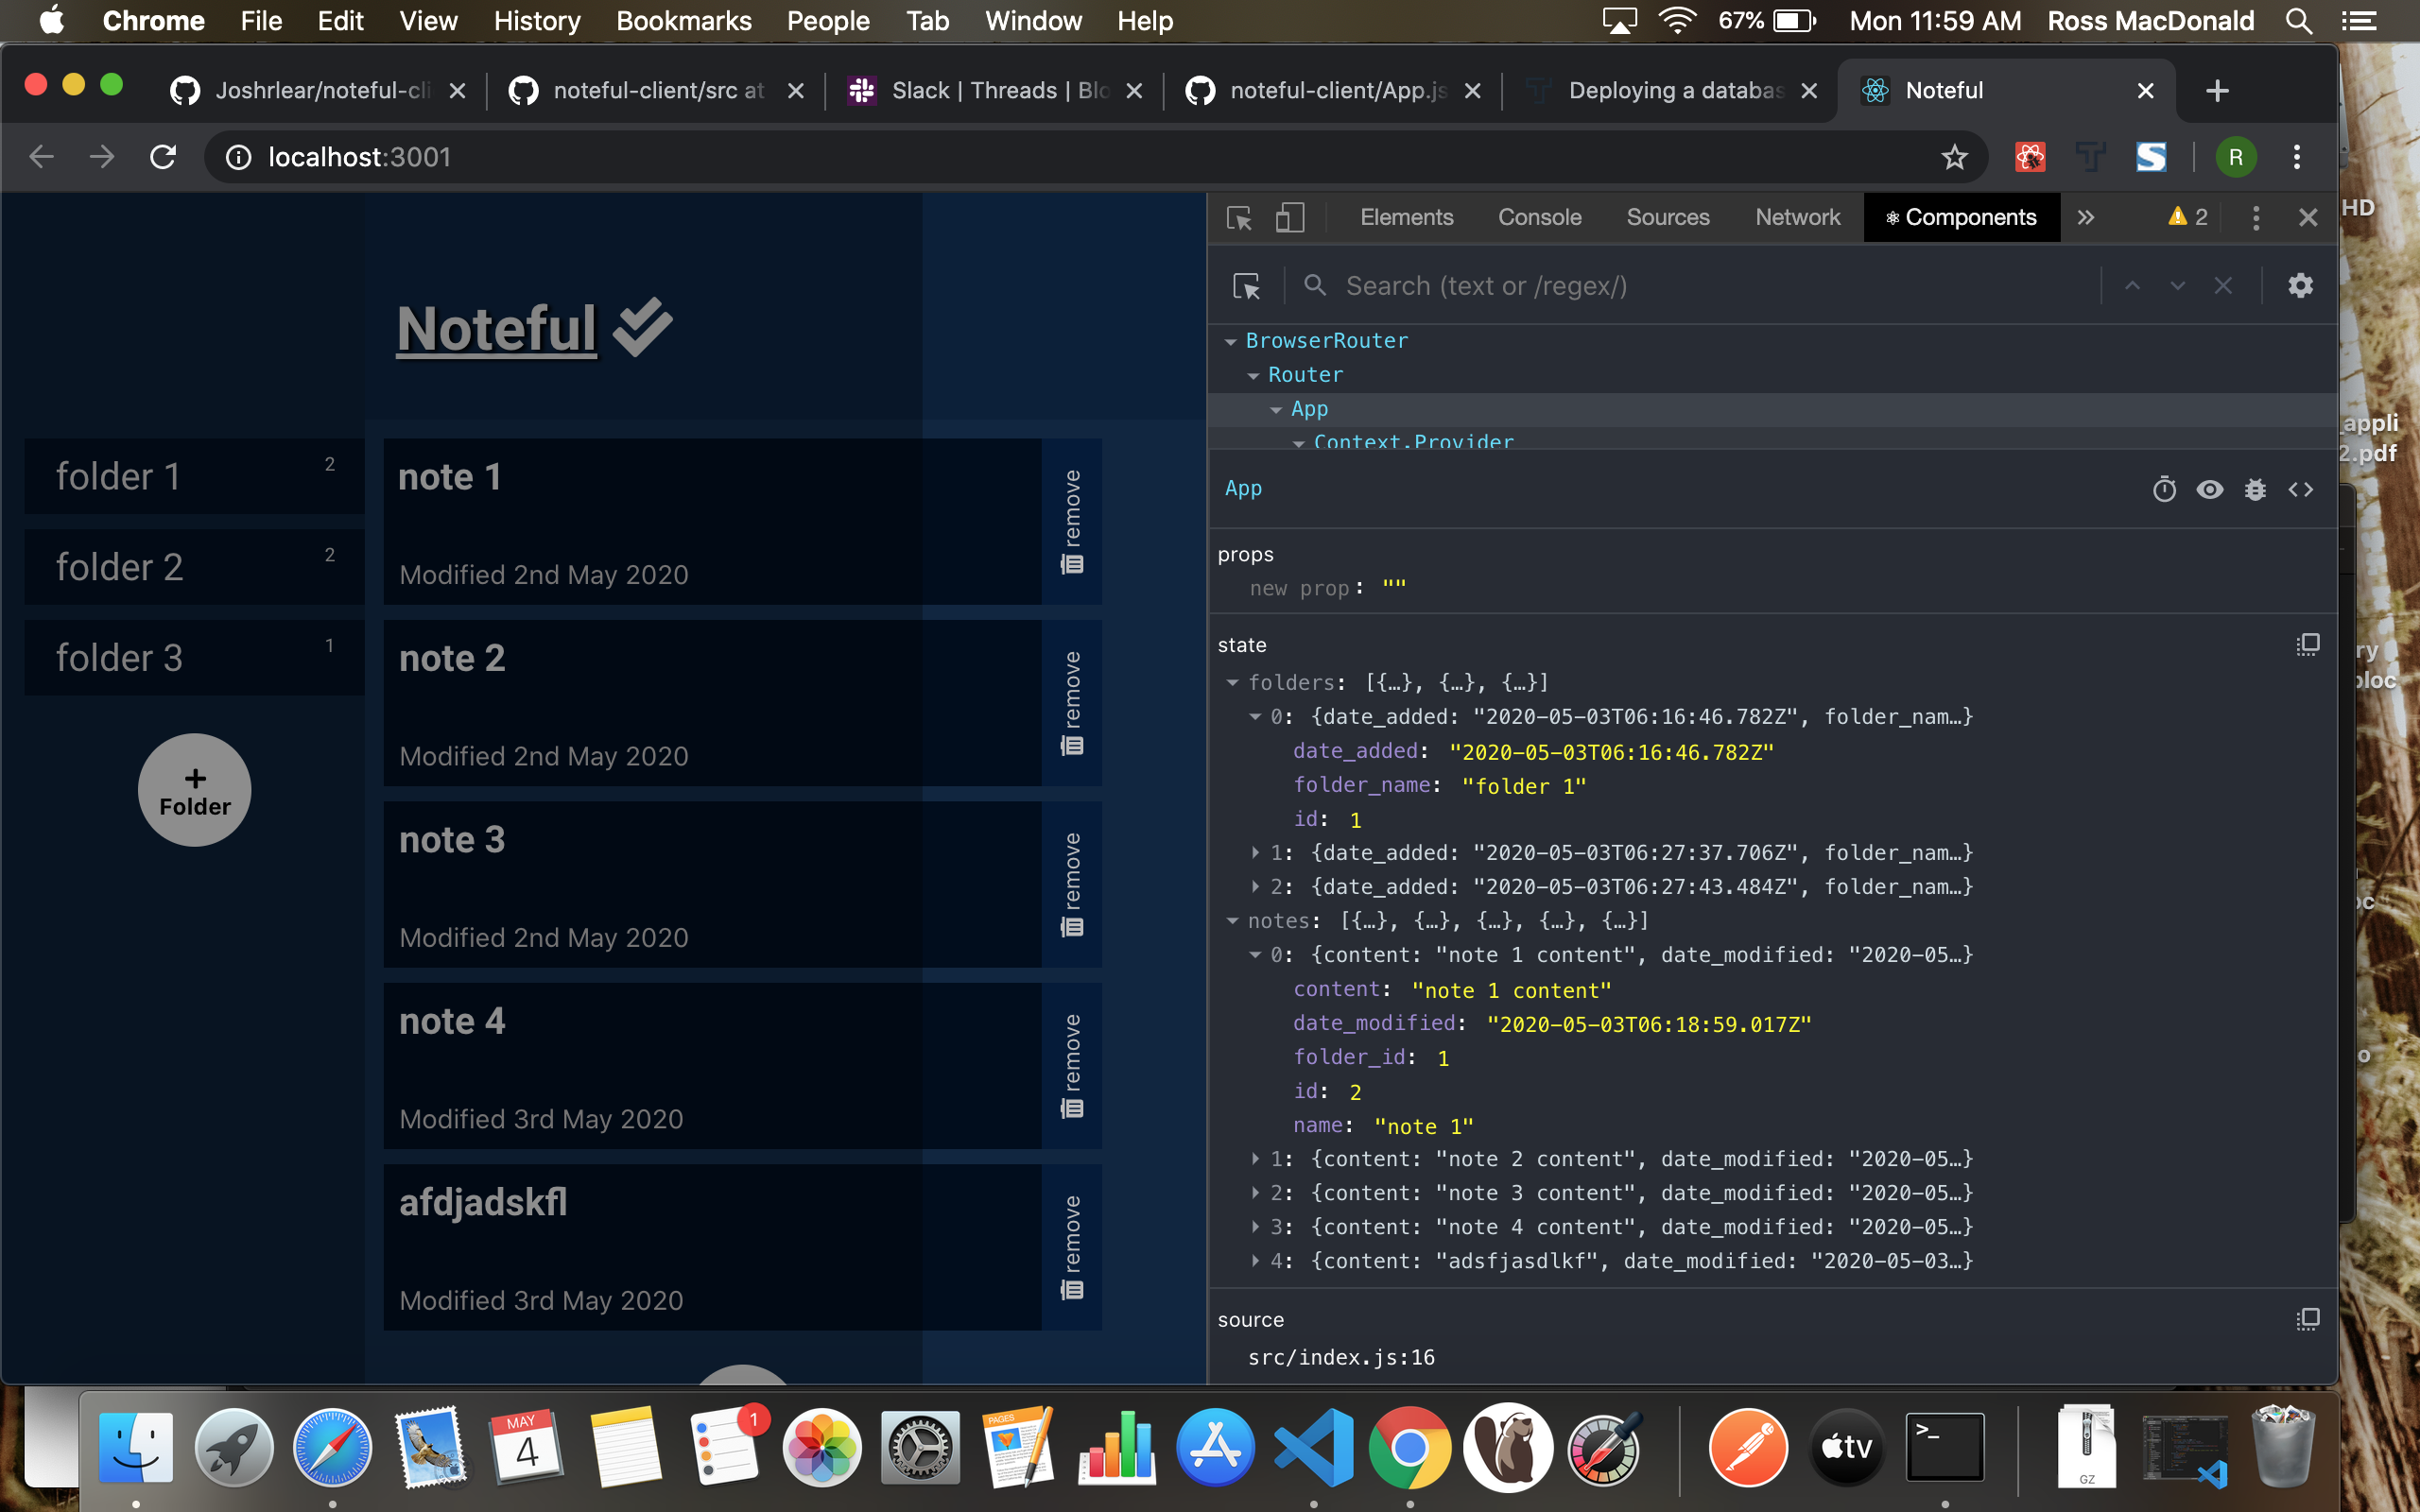 Chrome File Edit View History Bookmarks People Tab Window Help 67% Mon 11:59 AM Ross MacDonald
Joshrlear/noteful-cli noteful-client/src at Slack | Threads | Blo noteful-client/App.js Deploying a databas Noteful
localhost:3001 R
Elements Console Sources Network Components 2
Search (text or /regex/)
BrowserRouter
Router
App
Context.Provider
App
props
new prop: ""
state
folders: [{…}, {…}, {…}]
0: {date_added: "2020-05-03T06:16:46.782Z", folder_nam…}
date_added: "2020-05-03T06:16:46.782Z"
folder_name: "folder 1"
id: 1
1: {date_added: "2020-05-03T06:27:37.706Z", folder_nam…}
2: {date_added: "2020-05-03T06:27:43.484Z", folder_nam…}
notes: [{…}, {…}, {…}, {…}, {…}]
0: {content: "note 1 content", date_modified: "2020-05…}
content: "note 1 content"
date_modified: "2020-05-03T06:18:59.017Z"
folder_id: 1
id: 2
name: "note 1"
1: {content: "note 2 content", date_modified: "2020-05…}
2: {content: "note 3 content", date_modified: "2020-05…}
3: {content: "note 4 content", date_modified: "2020-05…}
4: {content: "adsfjasdlkf", date_modified: "2020-05-03…}
source
src/index.js:16
Noteful
folder 1 2
folder 2 2
folder 3 1
+
Folder
note 1
Modified 2nd May 2020
remove
note 2
Modified 2nd May 2020
remove
note 3
Modified 2nd May 2020
remove
note 4
Modified 3rd May 2020
remove
afdjadskfl
Modified 3rd May 2020
remove
HD
appli
2.pdf
ry
bloc
oc
o
MAY
4
1
PAGES
tv
>_
GZ